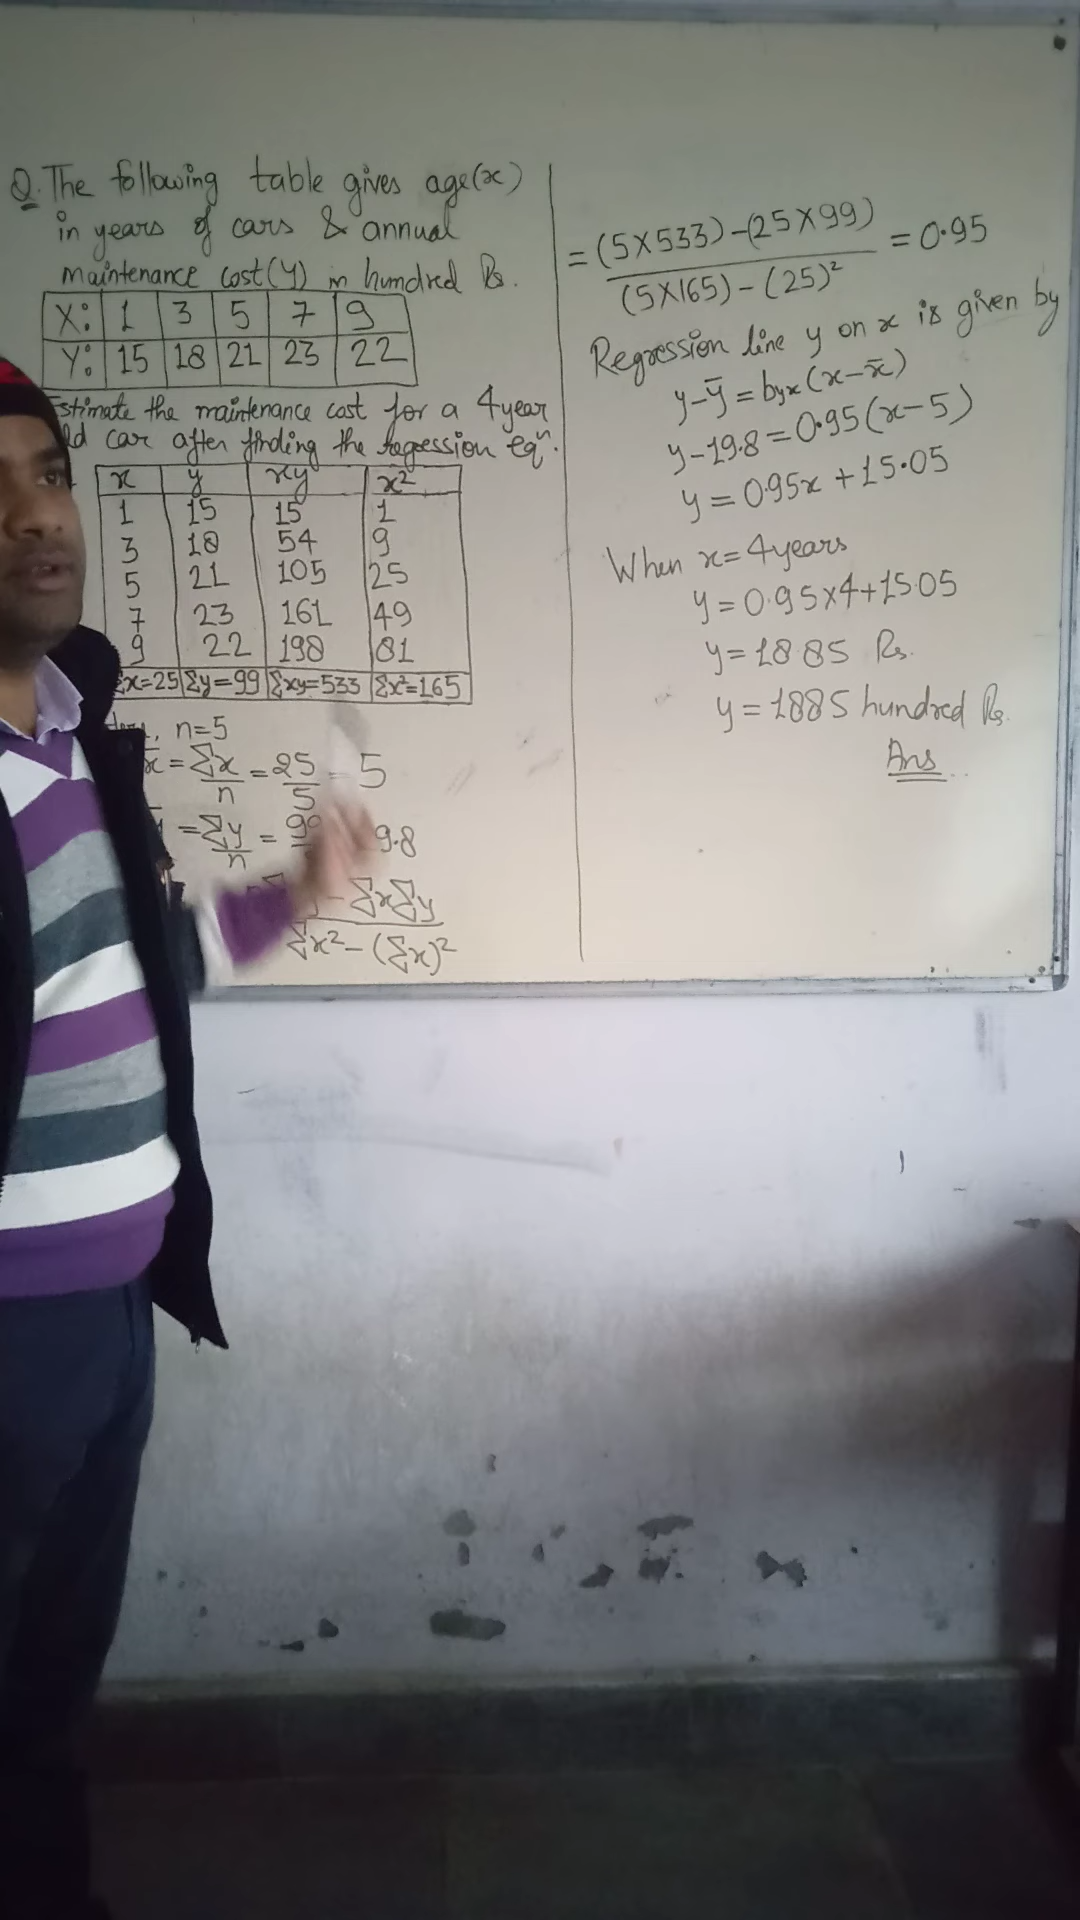 Q. The following table gives age(x)
in years of cars & annual
maintenance cost(Y) in hundred Rs.
X: 1 3 5 7 9
Y: 15 18 21 23 22
Estimate the maintenance cost for a 4 year
old car after finding the regression eqⁿ.
x y xy x²
1 15 15 1
3 18 54 9
5 21 105 25
7 23 161 49
9 22 198 81
Σx=25 Σy=99 Σxy=533 Σx²=165
n=5
x̄ = Σx/n = 25/5 = 5
= Σy/n = 9.8
- ΣxΣy
Σx² - (Σx)²
= (5×533)-(25×99)/(5×165)-(25)² = 0.95
Regression line y on x is given by
y-ȳ = byx(x-x̄)
y-19.8=0.95(x-5)
y = 0.95x + 15.05
When x=4years
y = 0.95×4+15.05
y = 18.85 Rs.
y = 1885 hundred Rs.
Ans